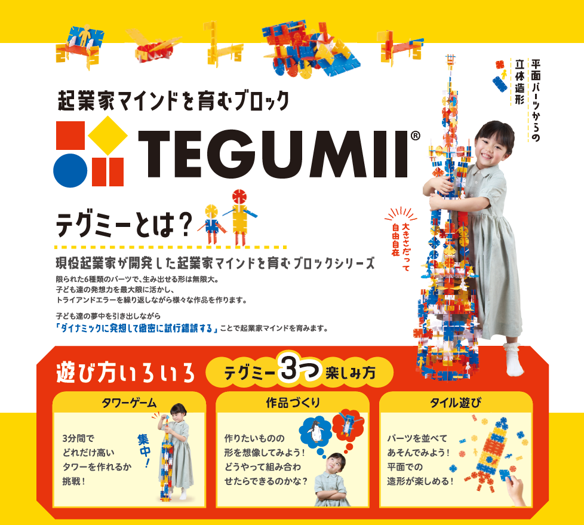 起業家マインドを育むブロック
TEGUMII®
平面パーツからの
立体造形
大きさだって
自由自在
テグミーとは？
現役起業家が開発した起業家マインドを育むブロックシリーズ
限られた6種類のパーツで、生み出せる形は無限大。
子ども達の発想力を最大限に活かし、
トライアンドエラーを繰り返しながら様々な作品を作ります。
子ども達の夢中を引き出しながら
「ダイナミックに発想して緻密に試行錯誤する」ことで起業家マインドを育みます。
遊び方いろいろ
テグミー3つ楽しみ方
タワーゲーム
3分間で
どれだけ高い
タワーを作れるか
挑戦！
集中！
作品づくり
作りたいものの
形を想像してみよう！
どうやって組み合わ
せたらできるのかな？
タイル遊び
パーツを並べて
あそんでみよう！
平面での
造形が楽しめる！